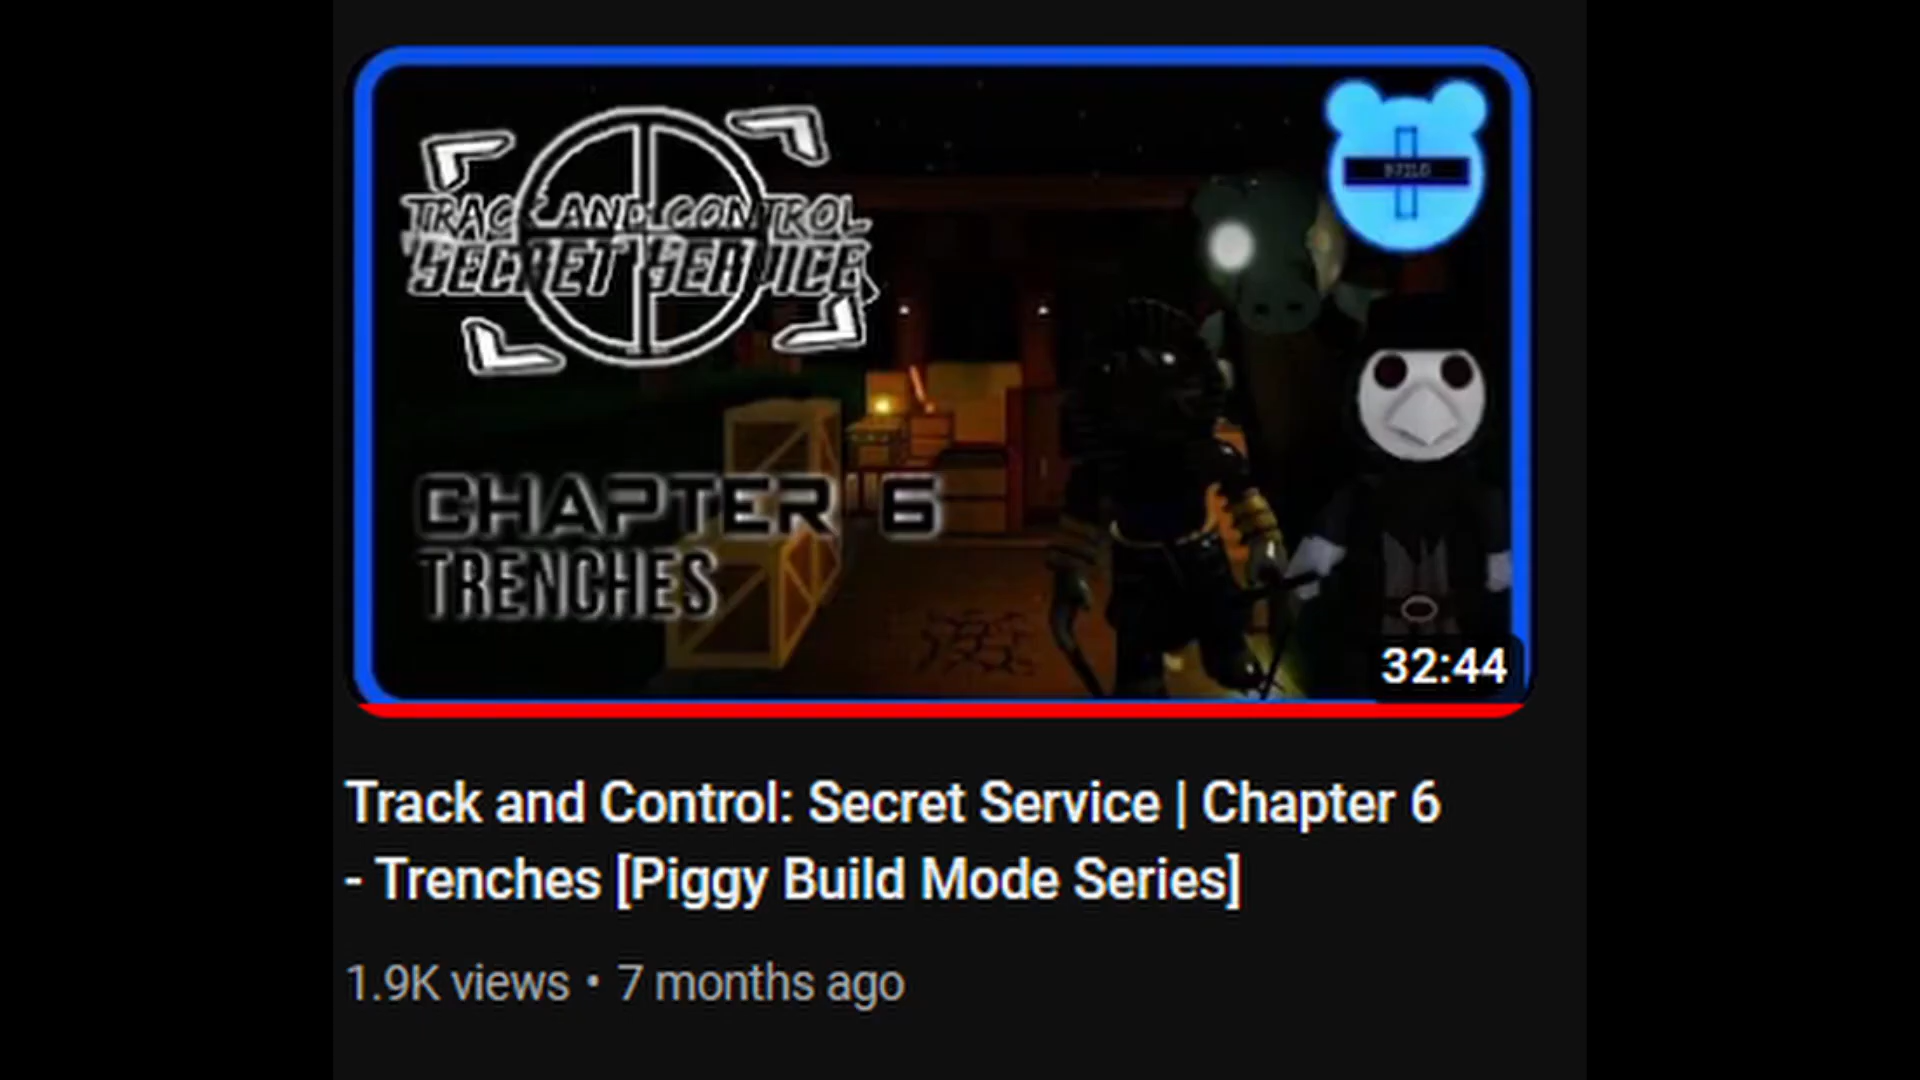 TRACK AND CONTROL
SECRET SERVICE
CHAPTER 6
TRENCHES
32:44
Track and Control: Secret Service | Chapter 6
- Trenches [Piggy Build Mode Series]
1.9K views • 7 months ago